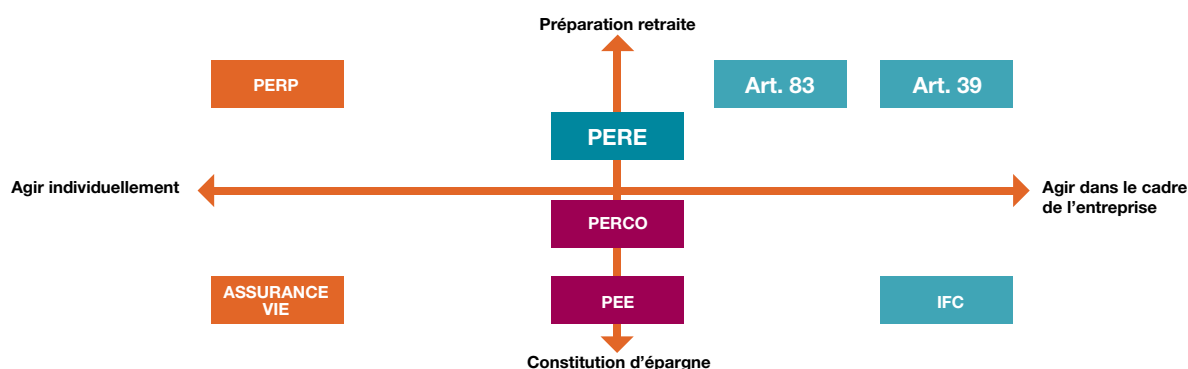 Préparation retraite
PERP
Art. 83
Art. 39
PERE
Agir individuellement
Agir dans le cadre
de l'entreprise
PERCO
ASSURANCE
VIE
PEE
IFC
Constitution d'épargne